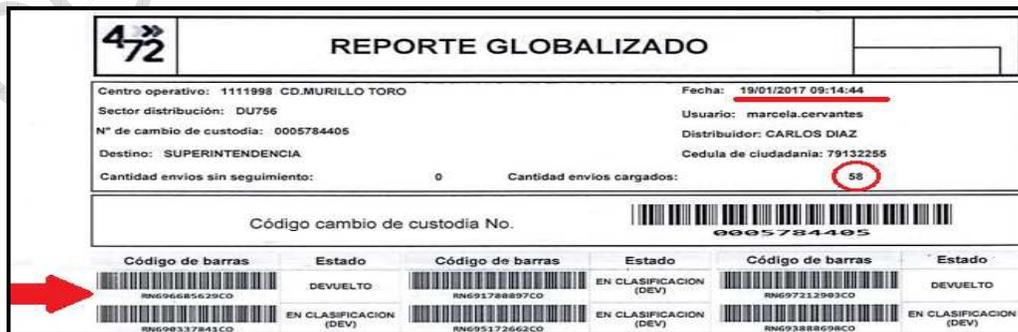 472
REPORTE GLOBALIZADO
Centro operativo: 1111998 CD.MURILLO TORO
Fecha: 19/01/2017 09:14:44
Sector distribución: DU756
Usuario: marcela.cervantes
N° de cambio de custodia: 0005784405
Distribuidor: CARLOS DIAZ
Destino: SUPERINTENDENCIA
Cedula de ciudadania: 79132255
Cantidad envios sin seguimiento: 0 Cantidad envios cargados: 58
Código cambio de custodia No.
0005784405
Código de barras Estado Código de barras Estado Código de barras Estado
RN696685629CO DEVUELTO RN691788897CO EN CLASIFICACION (DEV) RN697212903CO DEVUELTO
RN690337841CO EN CLASIFICACION (DEV) RN695172662CO EN CLASIFICACION (DEV) RN693888698CO EN CLASIFICACION (DEV)